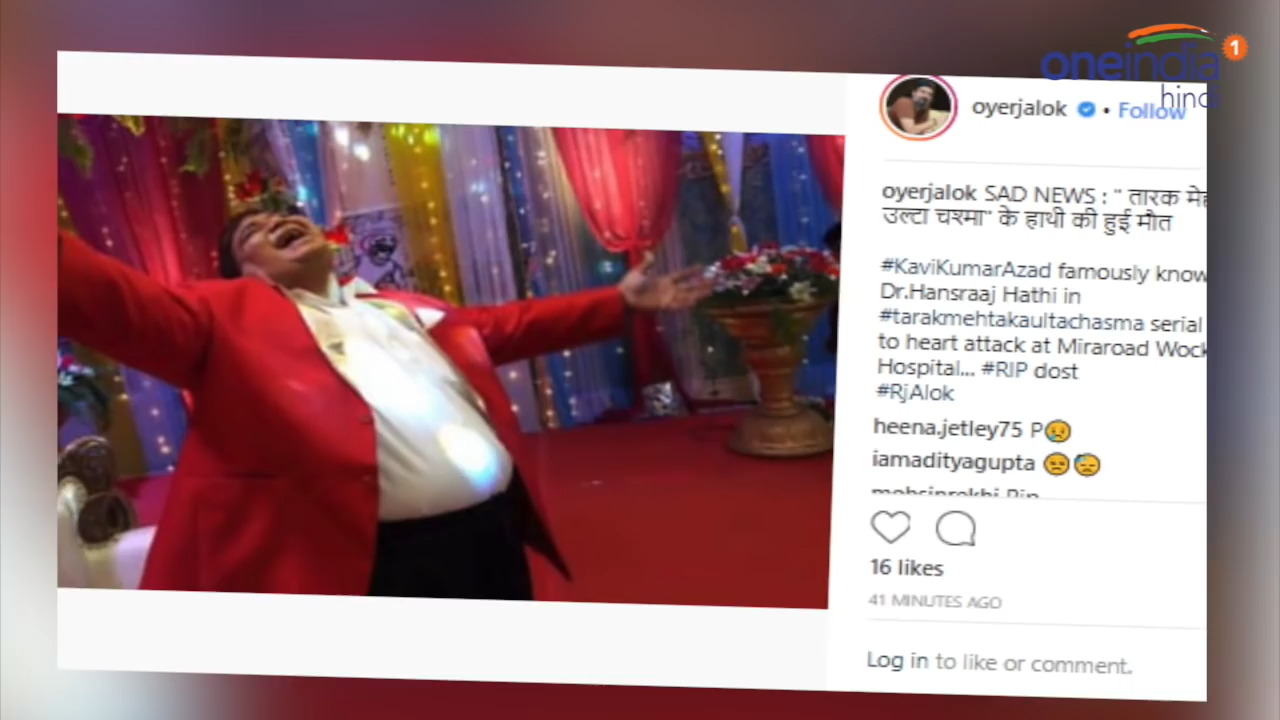 oneindia 1
hindi
oyerjalok • Follow
oyerjalok SAD NEWS : " तारक
उल्टा चश्मा" के हाथी की हुई मौत
#KaviKumarAzad famously
Dr.Hansraaj Hathi in
#tarakmehtakaultachasma serial
to heart attack at Miraroad
Hospital... #RIP dost
#RjAlok
heena.jetley75 P😢
iamadityagupta 😔😓
16 likes
41 MINUTES AGO
Log in to like or comment.